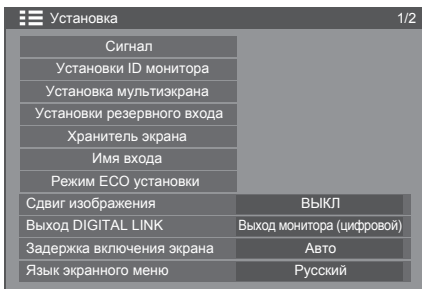 Установка 1/2
Сигнал
Установки ID монитора
Установка мультиэкрана
Установки резервного входа
Хранитель экрана
Имя входа
Режим ECO установки
Сдвиг изображения ВЫКЛ
Выход DIGITAL LINK Выход монитора (цифровой)
Задержка включения экрана Авто
Язык экранного меню Русский